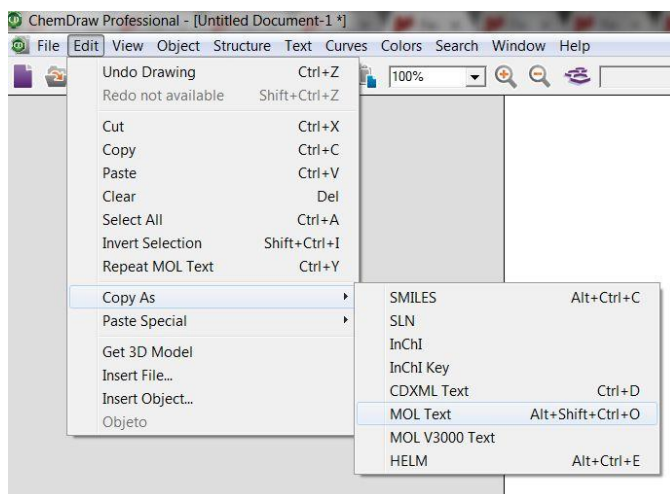 ChemDraw Professional - [Untitled Document-1 *]
File Edit View Object Structure Text Curves Colors Search Window Help
100%
Undo Drawing Ctrl+Z
Redo not available Shift+Ctrl+Z
Cut Ctrl+X
Copy Ctrl+C
Paste Ctrl+V
Clear Del
Select All Ctrl+A
Invert Selection Shift+Ctrl+I
Repeat MOL Text Ctrl+Y
Copy As
Paste Special
Get 3D Model
Insert File...
Insert Object...
Objeto
SMILES Alt+Ctrl+C
SLN
InChI
InChI Key
CDXML Text Ctrl+D
MOL Text Alt+Shift+Ctrl+O
MOL V3000 Text
HELM Alt+Ctrl+E